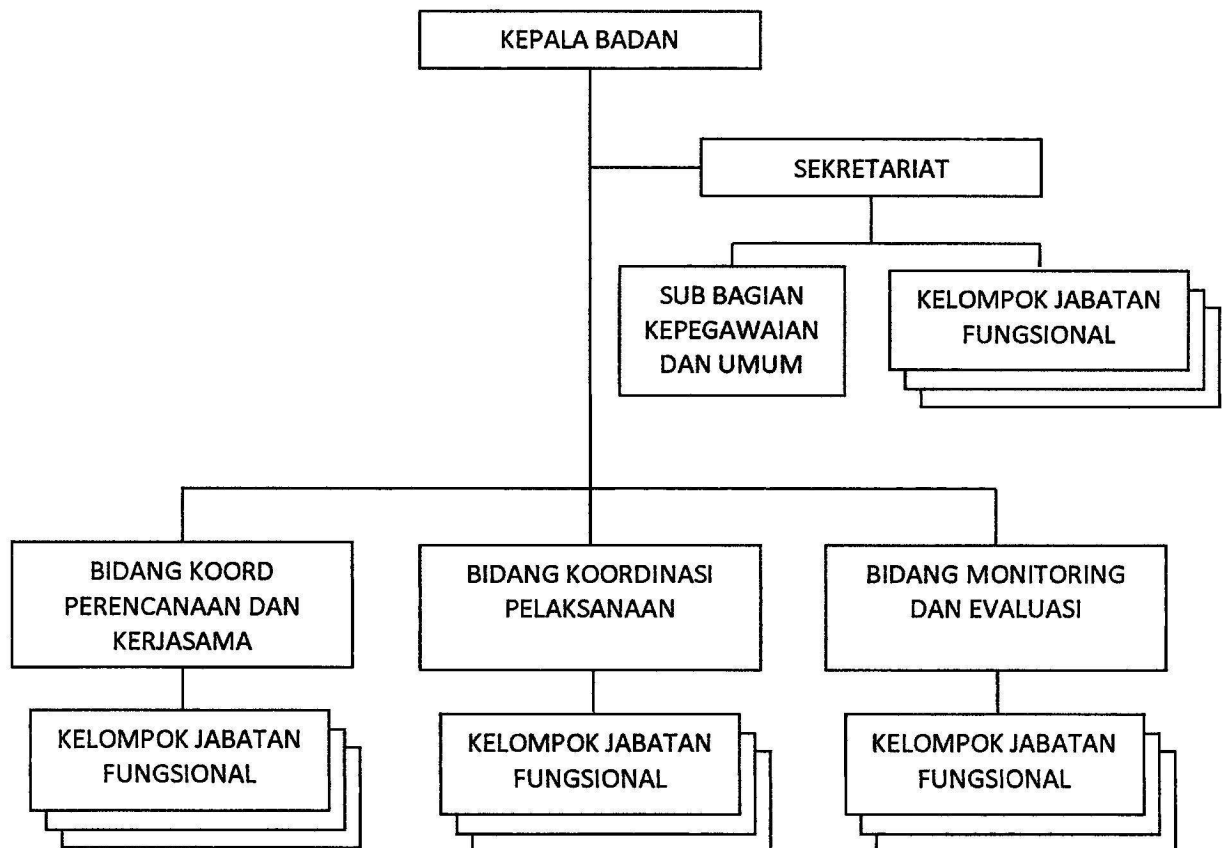 KEPALA BADAN
SEKRETARIAT
SUB BAGIAN
KEPEGAWAIAN
DAN UMUM
KELOMPOK JABATAN
FUNGSIONAL
BIDANG KOORD
PERENCANAAN DAN
KERJASAMA
BIDANG KOORDINASI
PELAKSANAAN
BIDANG MONITORING
DAN EVALUASI
KELOMPOK JABATAN
FUNGSIONAL
KELOMPOK JABATAN
FUNGSIONAL
KELOMPOK JABATAN
FUNGSIONAL